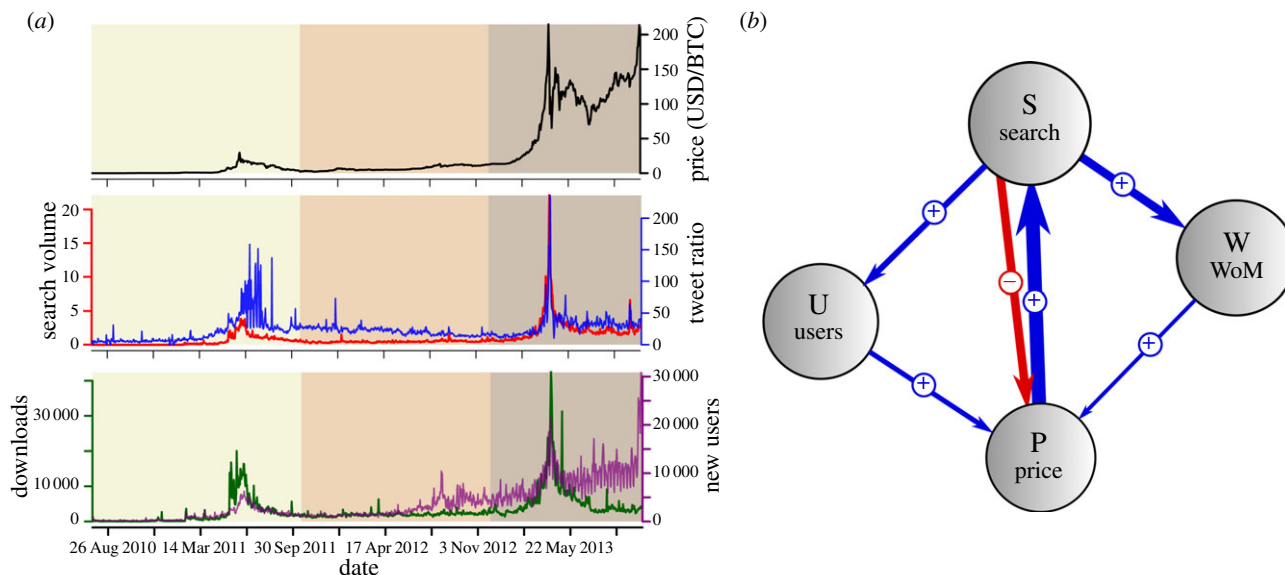 (a)
200
150
100
50
0
price (USD/BTC)
20
15
10
5
0
search volume
200
150
100
50
0
tweet ratio
30 000
10 000
0
downloads
30 000
20 000
10 000
0
new users
26 Aug 2010 14 Mar 2011 30 Sep 2011 17 Apr 2012 3 Nov 2012 22 May 2013
date
(b)
S
search
+
+
W
WoM
−
+
U
users
+
+
P
price